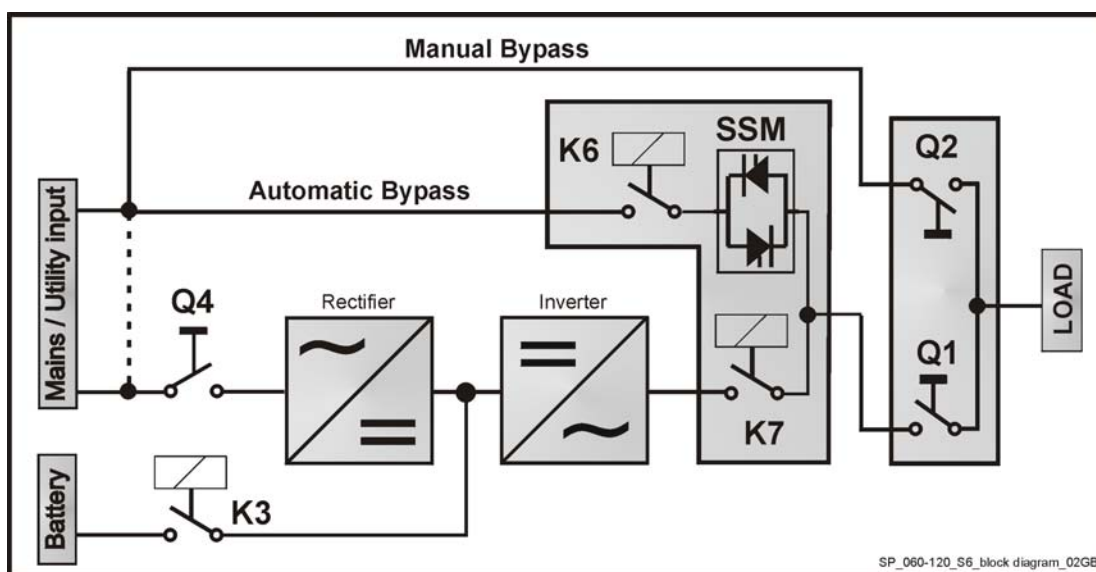 Manual Bypass
K6
SSM
Q2
Automatic Bypass
Mains / Utility input
Q4
Rectifier
Inverter
LOAD
Q1
K7
Battery
K3
SP_060-120_S6_block diagram_02GB